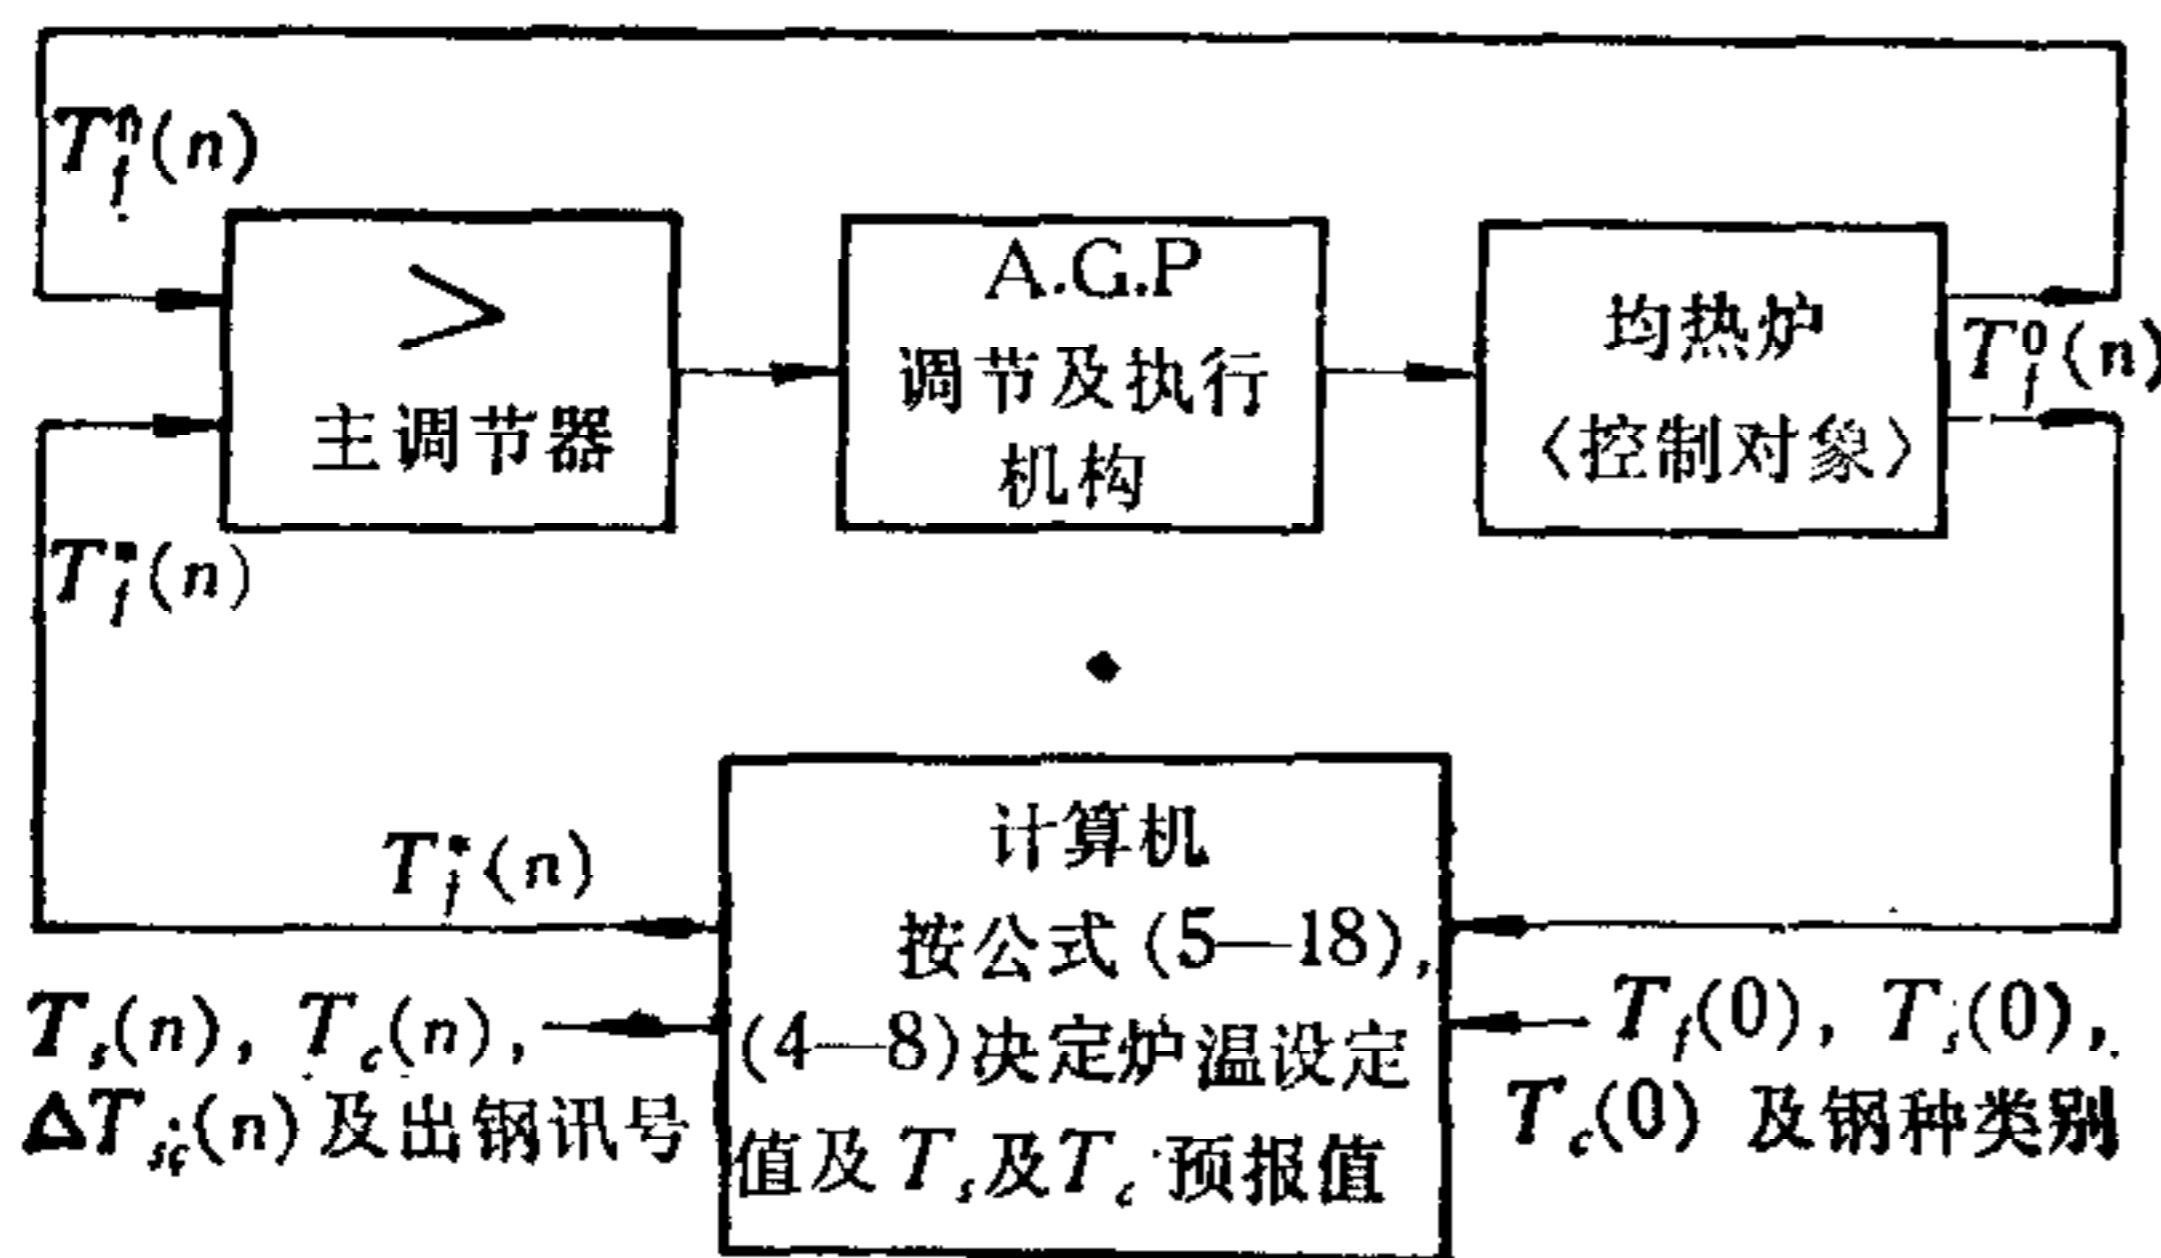 T_f^0(n)
>
主调节器
A.G.P
调节及执行
机构
均热炉
〈控制对象〉
T_f^0(n)
T_f^*(n)
T_f^*(n)
计算机
按公式(5—18),
(4—8)决定炉温设定
值及T_s及T_c预报值
T_s(n), T_c(n),
ΔT_sc(n)及出钢讯号
T_f(0), T_s(0),
T_c(0) 及钢种类别